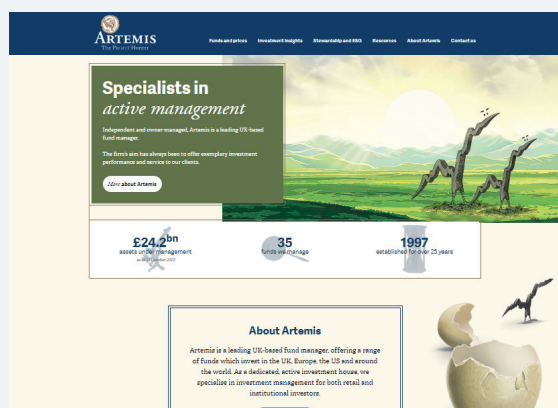 ARTEMIS
The PROFIT Hunter
Funds and prices Investment Insights Stewardship and ESG Resources About Artemis Contact us
Specialists in
active management
Independent and owner-managed, Artemis is a leading UK-based
fund manager.
The firm's aim has always been to offer exemplary investment
performance and service to our clients.
More about Artemis
£24.2bn
assets under management
35
funds we manage
1997
established for over 25 years
About Artemis
Artemis is a leading UK-based fund manager, offering a range
of funds which invest in the UK, Europe, the US and around
the world. As a dedicated, active investment house, we
specialise in investment management for both retail and
institutional investors.